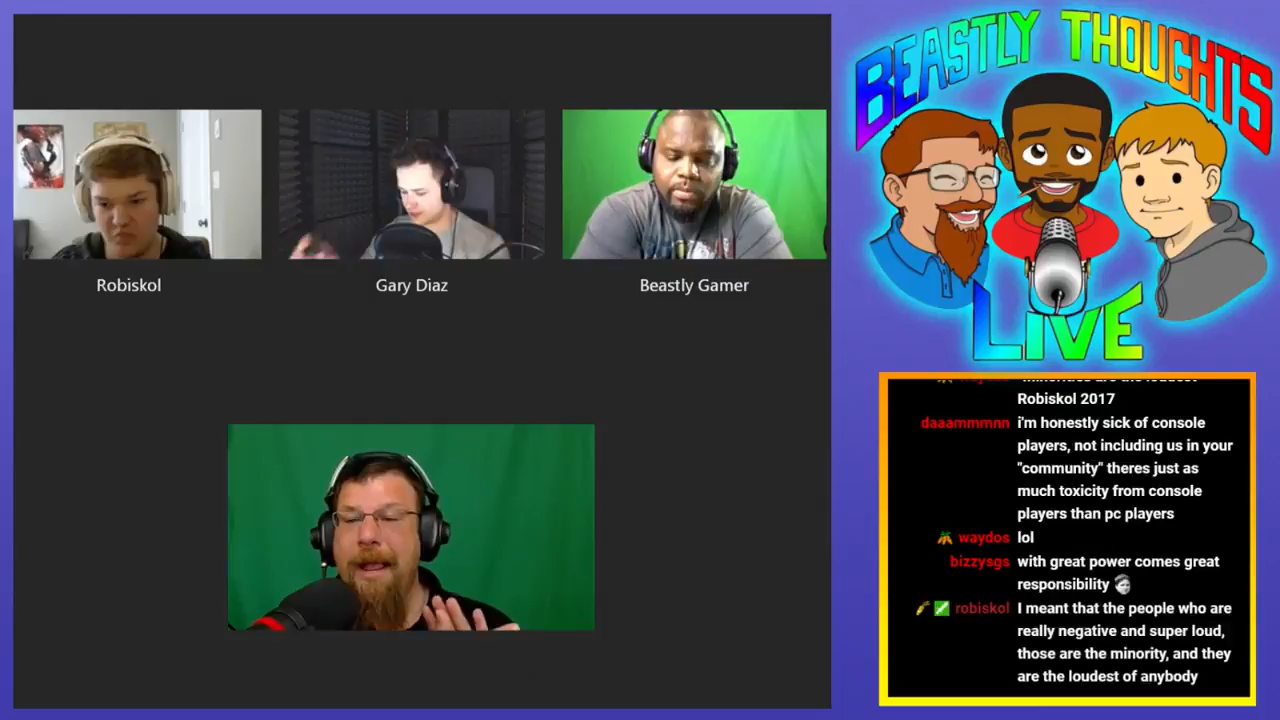 BEASTLY THOUGHTS
LIVE
Robiskol
Gary Diaz
Beastly Gamer
Robiskol 2017
daaammmnn i'm honestly sick of console
players, not including us in your
"community" theres just as
much toxicity from console
players than pc players
waydos lol
bizzysgs with great power comes great
responsibility
robiskol I meant that the people who are
really negative and super loud,
those are the minority, and they
are the loudest of anybody